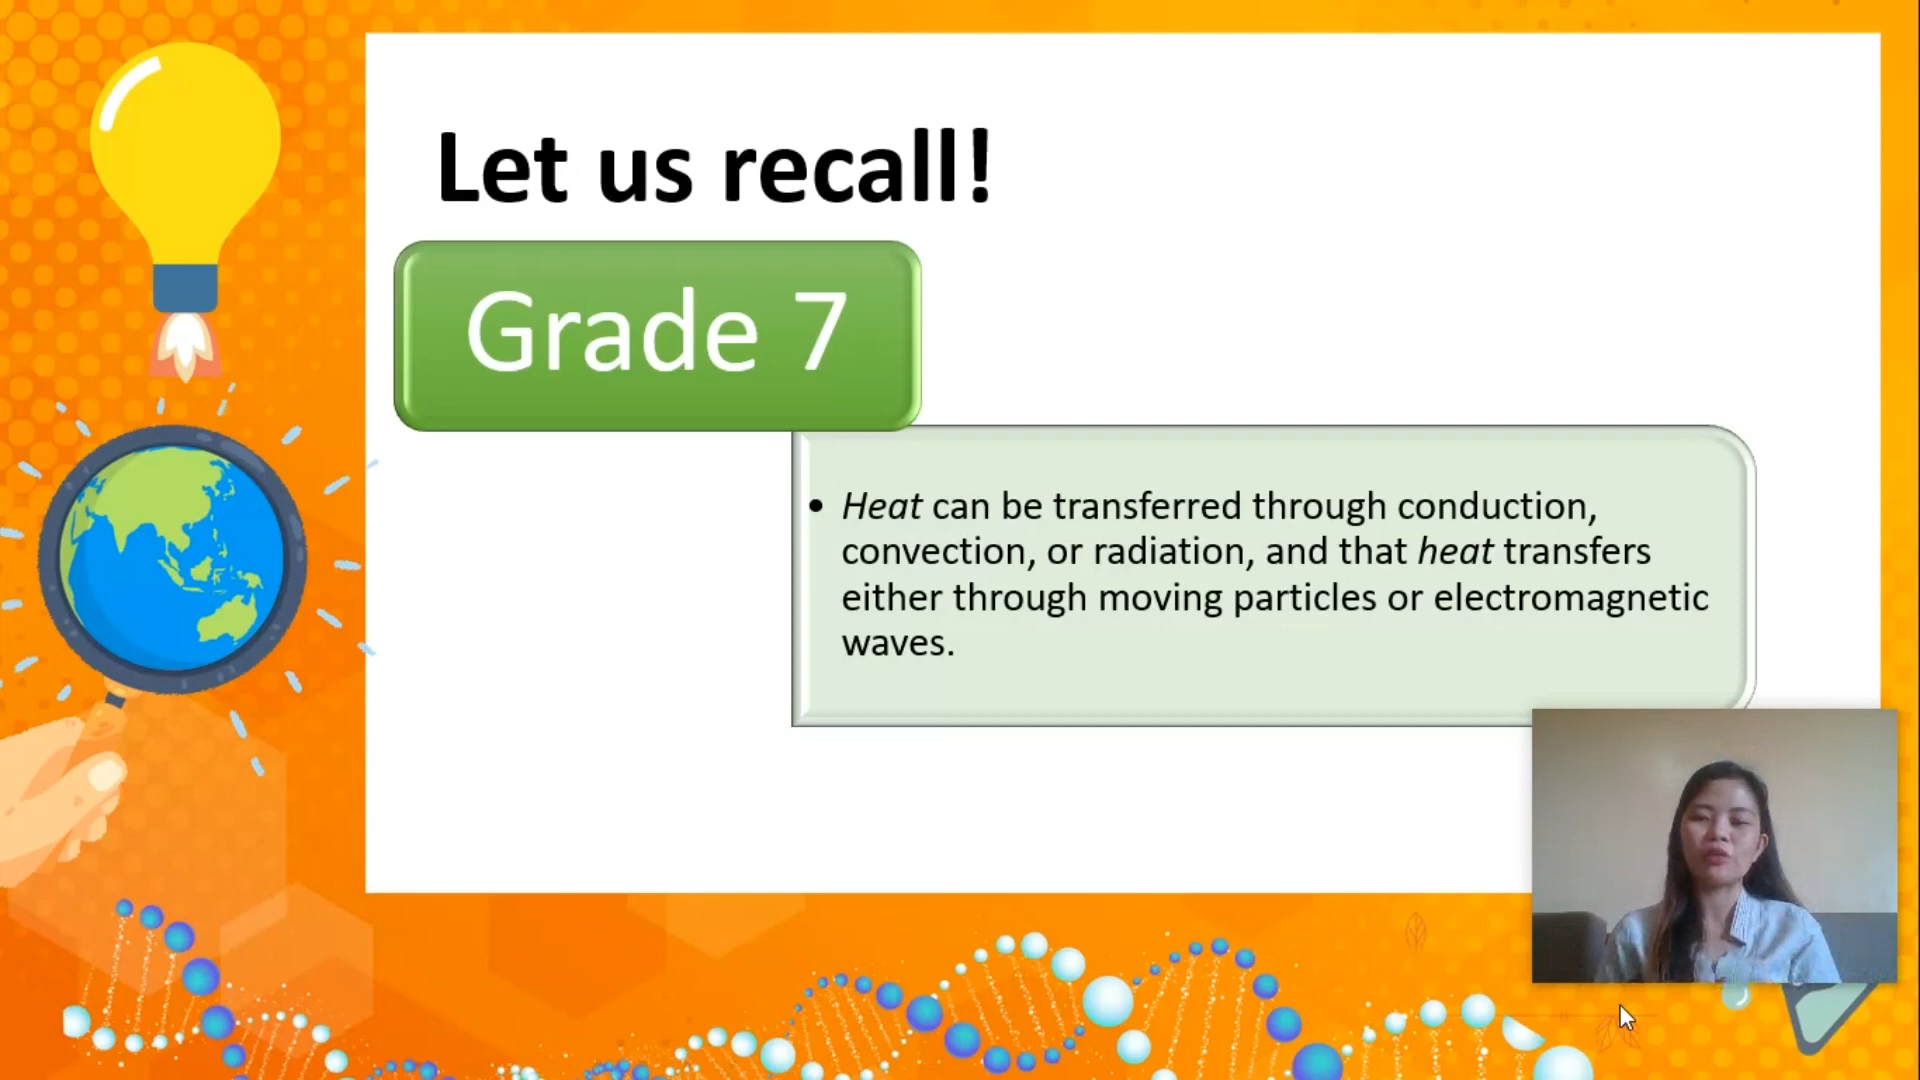 Let us recall!
Grade 7
• Heat can be transferred through conduction,
convection, or radiation, and that heat transfers
either through moving particles or electromagnetic
waves.